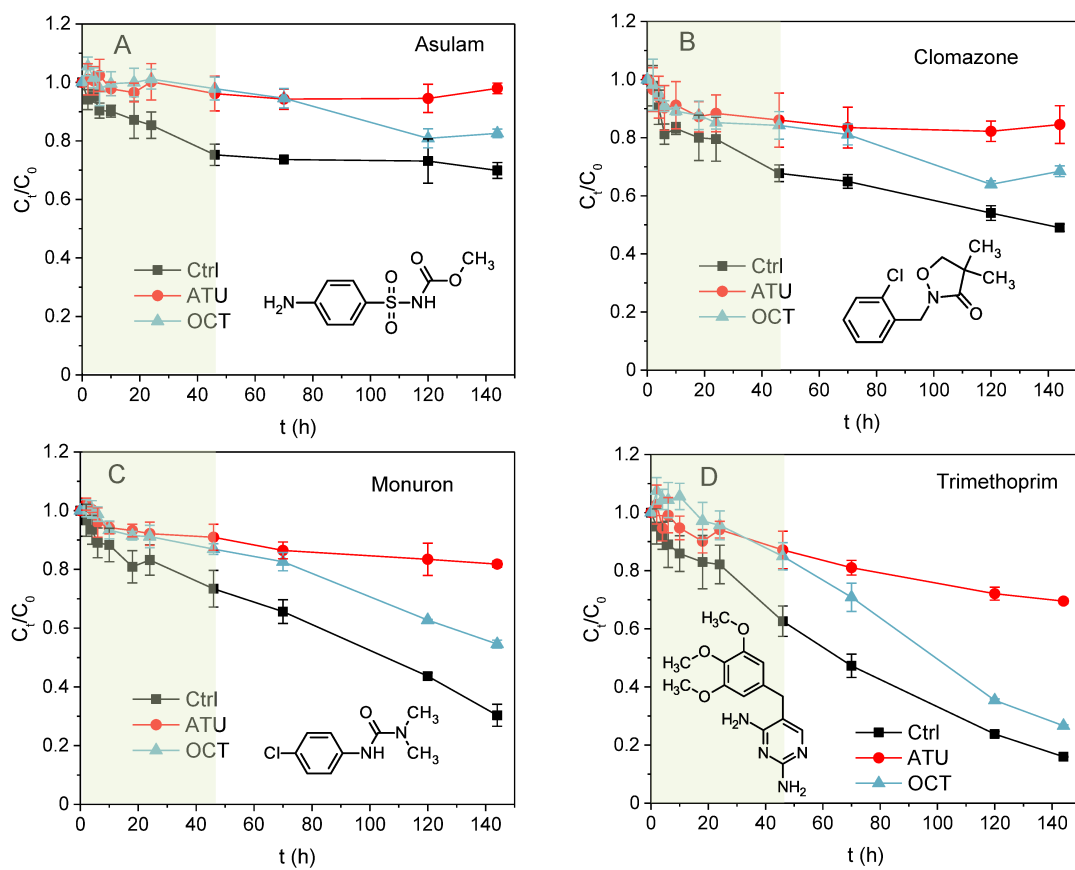 A
Asulam
1.2
1.0
0.8
0.6
0.4
0.2
0
C_t/C_0
Ctrl
ATU
OCT
H₂N
S
O
O
NH
O
O
CH₃
0 20 40 60 80 100 120 140
t (h)
B
Clomazone
1.2
1.0
0.8
0.6
0.4
0.2
0
C_t/C_0
Ctrl
ATU
OCT
CH₃
CH₃
Cl
O
N
O
0 20 40 60 80 100 120 140
t (h)
C
Monuron
1.2
1.0
0.8
0.6
0.4
0.2
0
C_t/C_0
Ctrl
ATU
OCT
O
CH₃
N
CH₃
Cl
NH
0 20 40 60 80 100 120 140
t (h)
D
Trimethoprim
1.2
1.0
0.8
0.6
0.4
0.2
0
C_t/C_0
H₃C
O
H₃C
O
H₃C
O
H₂N
N
N
NH₂
Ctrl
ATU
OCT
0 20 40 60 80 100 120 140
t (h)